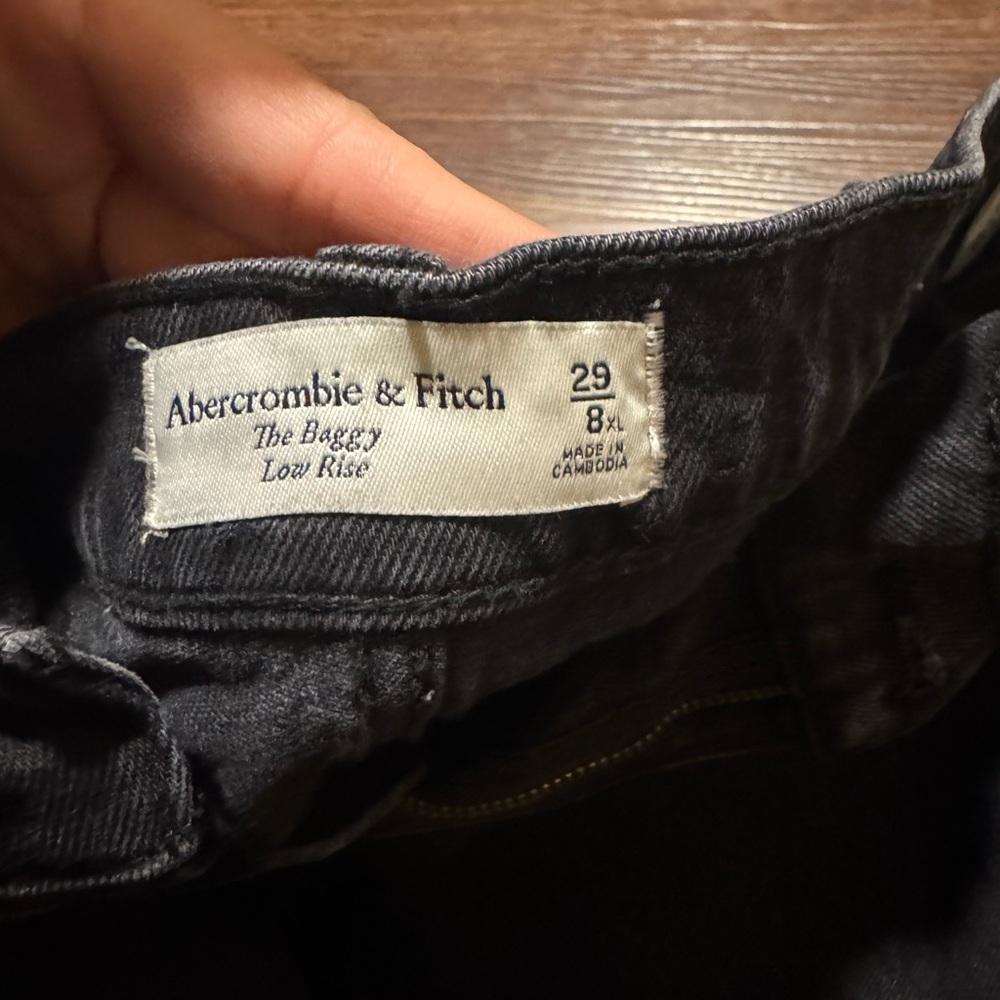 Abercrombie & Fitch
The Baggy
Low Rise
29
8XL
MADE IN
CAMBODIA